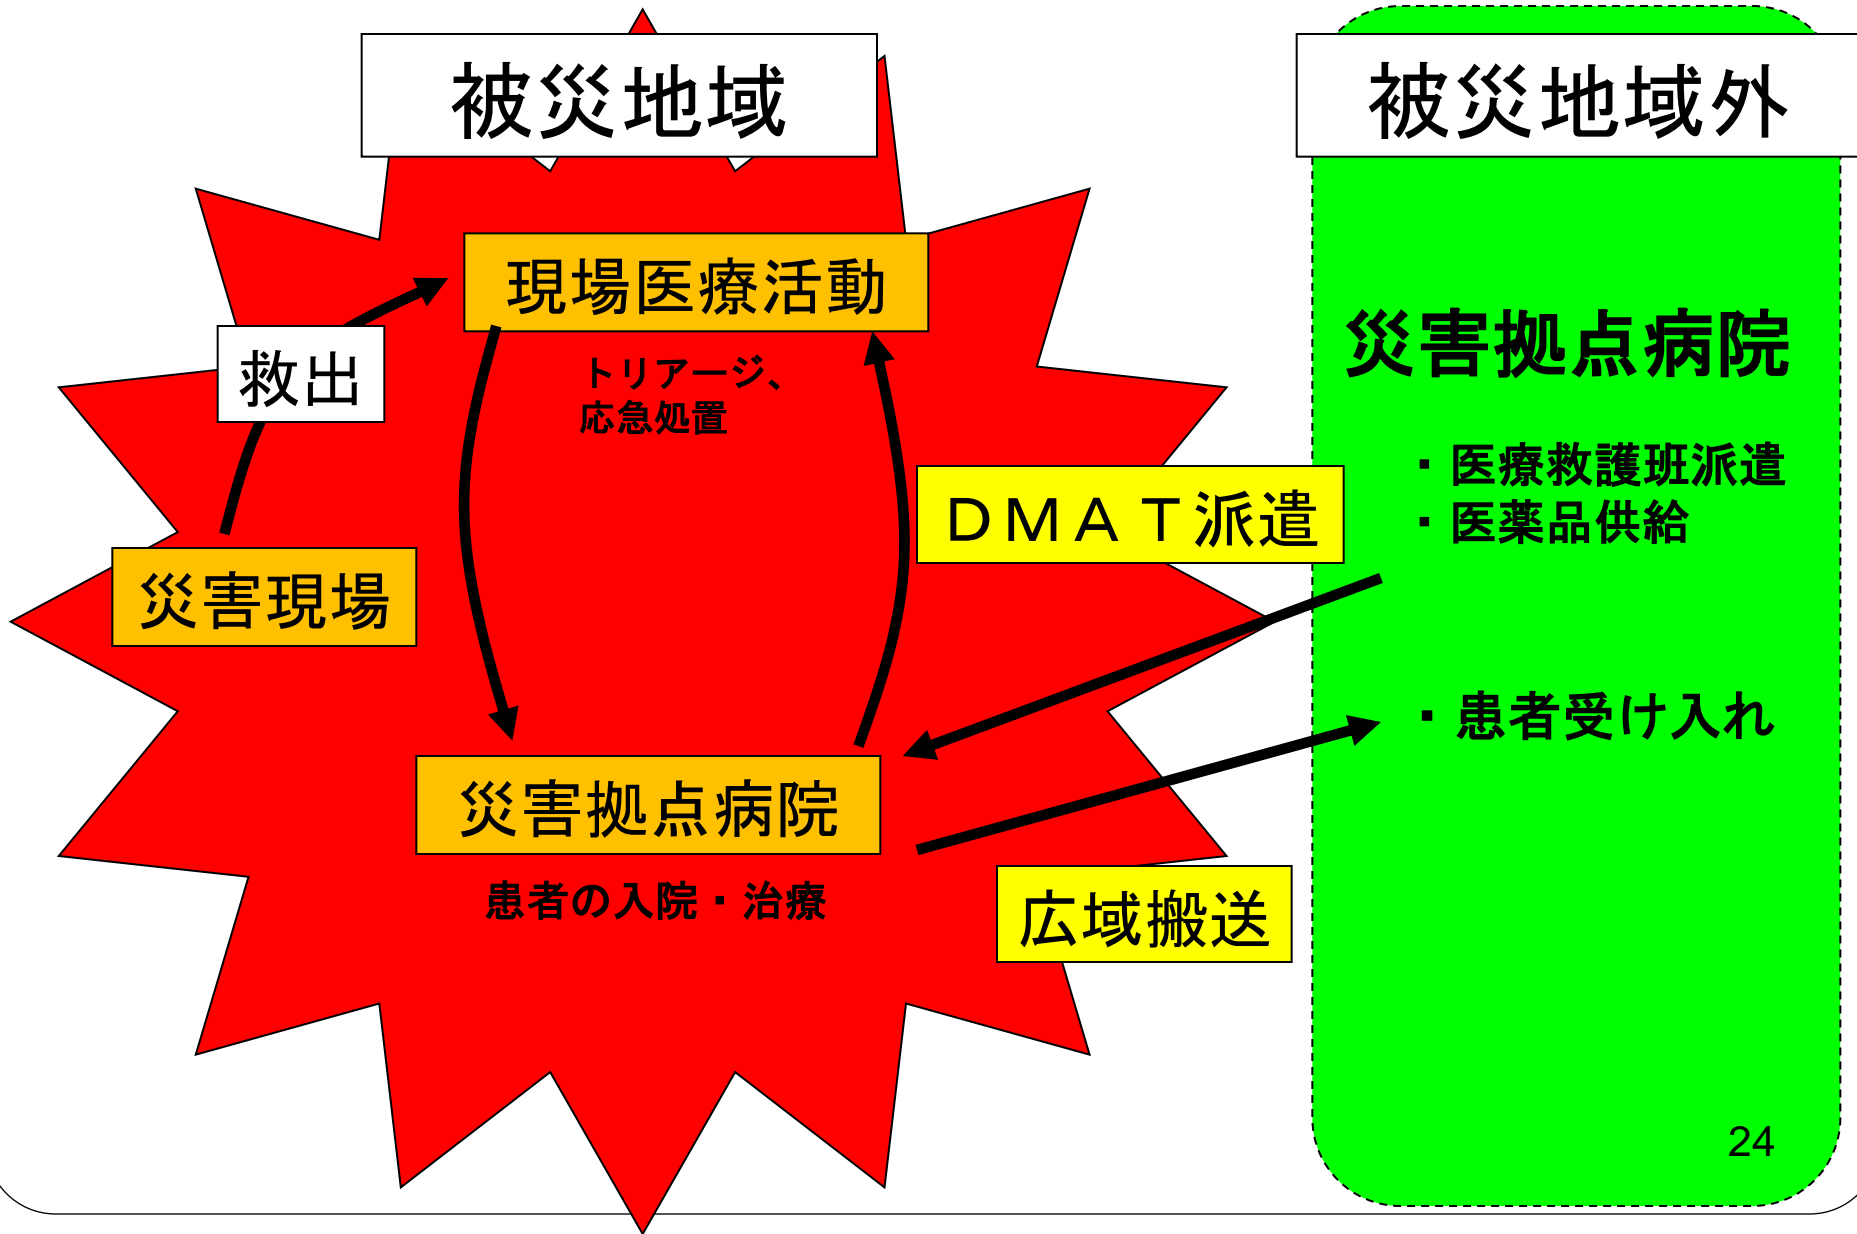 被災地域
被災地域外
現場医療活動
トリアージ、
応急処置
救出
災害現場
災害拠点病院
・医療救護班派遣
・医薬品供給
・患者受け入れ
ＤＭＡＴ派遣
災害拠点病院
患者の入院・治療
広域搬送
24